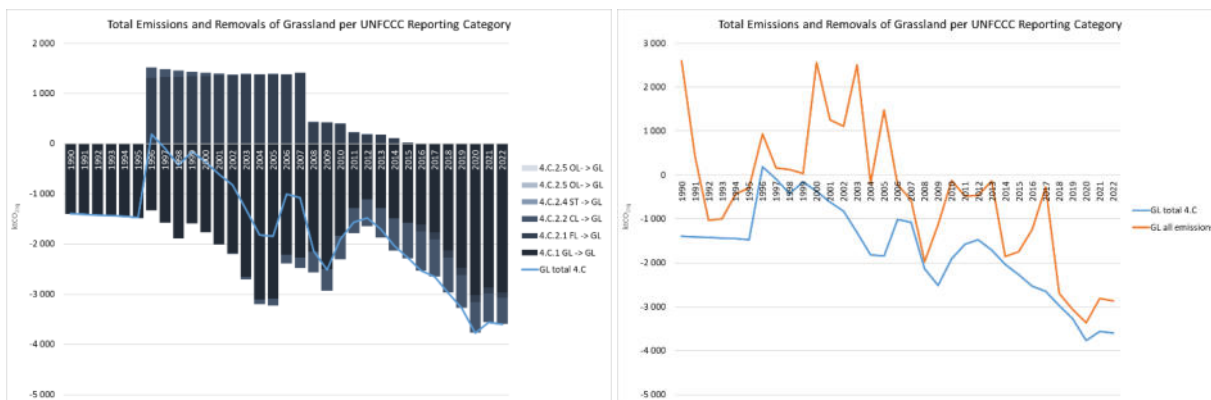 Total Emissions and Removals of Grassland per UNFCCC Reporting Category
2 000
1 000
0
-1 000
-2 000
-3 000
-4 000
-5 000
ktCO₂eq
1990 1991 1992 1993 1994 1995 1996 1997 1998 1999 2000 2001 2002 2003 2004 2005 2006 2007 2008 2009 2010 2011 2012 2013 2014 2015 2016 2017 2018 2019 2020 2021 2022
4.C.2.5 OL -> GL
4.C.2.5 OL -> GL
4.C.2.4 ST -> GL
4.C.2.2 CL -> GL
4.C.2.1 FL -> GL
4.C.1 GL -> GL
GL total 4.C
Total Emissions and Removals of Grassland per UNFCCC Reporting Category
3 000
2 000
1 000
0
-1 000
-2 000
-3 000
-4 000
-5 000
ktCO₂eq
1990 1991 1992 1993 1994 1995 1996 1997 1998 1999 2000 2001 2002 2003 2004 2005 2006 2007 2008 2009 2010 2011 2012 2013 2014 2015 2016 2017 2018 2019 2020 2021 2022
GL total 4.C
GL all emissions